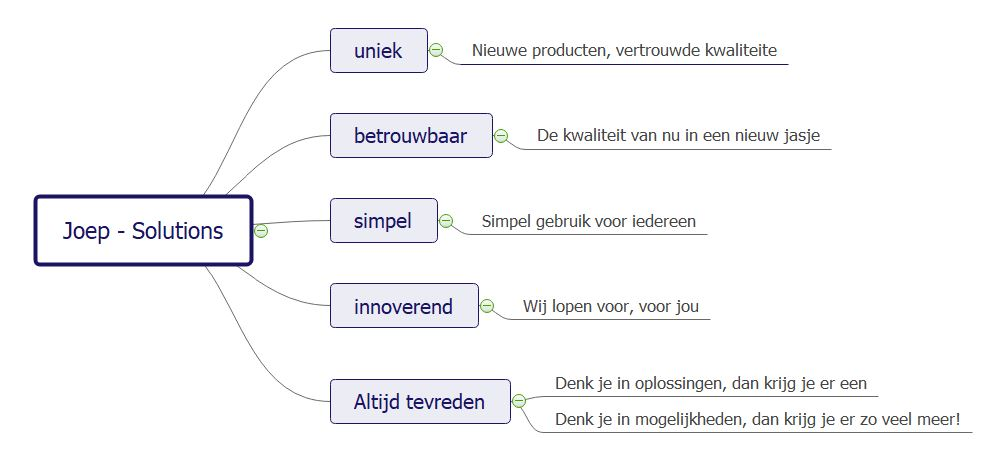 uniek
Nieuwe producten, vertrouwde kwaliteite
betrouwbaar
De kwaliteit van nu in een nieuw jasje
Joep - Solutions
simpel
Simpel gebruik voor iedereen
innoverend
Wij lopen voor, voor jou
Altijd tevreden
Denk je in oplossingen, dan krijg je er een
Denk je in mogelijkheden, dan krijg je er zo veel meer!